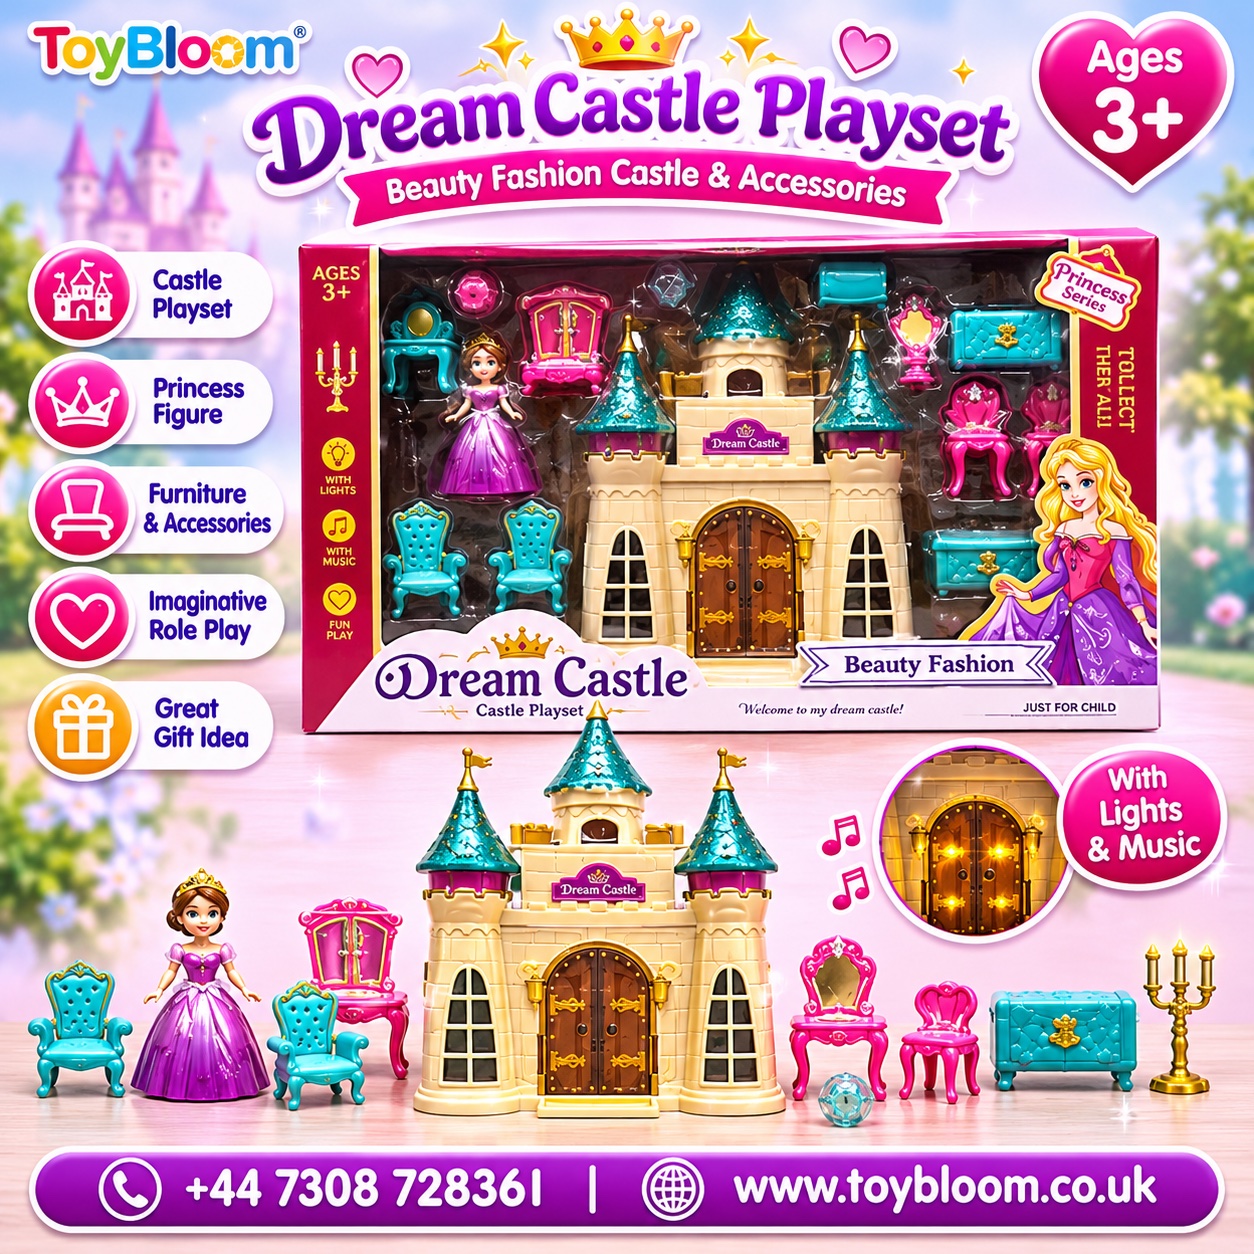 ToyBloom®
Dream Castle Playset
Beauty Fashion Castle & Accessories
Ages
3+
Castle
Playset
Princess
Figure
Furniture
& Accessories
Imaginative
Role Play
Great
Gift Idea
AGES
3+
WITH
LIGHTS
WITH
MUSIC
FUN
PLAY
Princess
Series
TOLLECT
THER AL!
Dream Castle
Dream Castle
Castle Playset
Beauty Fashion
Welcome to my dream castle!
JUST FOR CHILD
With
Lights
& Music
Dream Castle
+44 7308 728361 | www.toybloom.co.uk